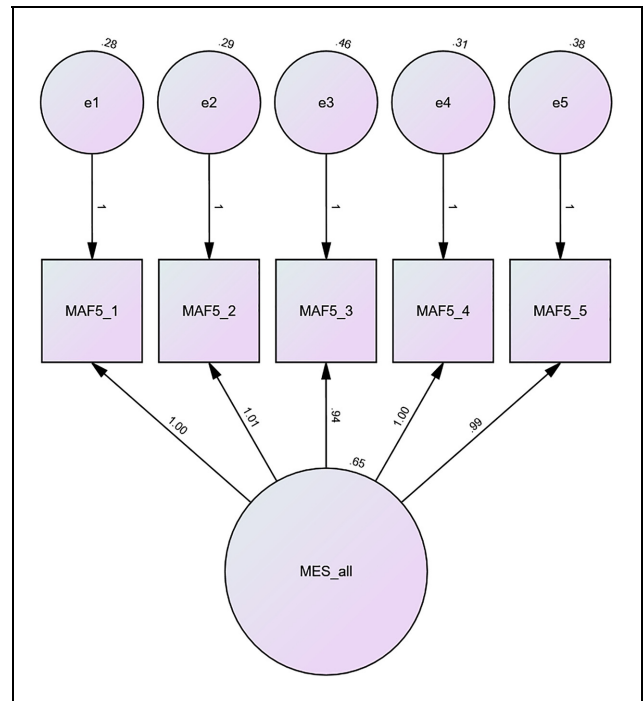 .28 .29 .46 .31 .38
e1 e2 e3 e4 e5
1 1 1 1 1
MAF5_1 MAF5_2 MAF5_3 MAF5_4 MAF5_5
1.00 1.01 .94 1.00 .99
.65
MES_all